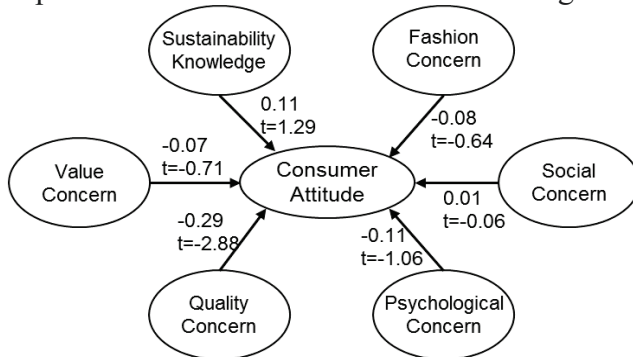 Sustainability
Knowledge
Fashion
Concern
0.11
t=1.29
-0.08
t=-0.64
-0.07
t=-0.71
Value
Concern
Consumer
Attitude
Social
Concern
0.01
t=-0.06
-0.29
t=-2.88
-0.11
t=-1.06
Quality
Concern
Psychological
Concern